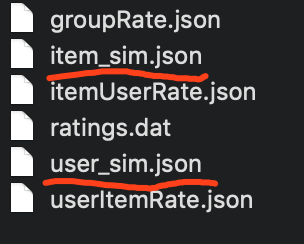 groupRate.json
item_sim.json
itemUserRate.json
ratings.dat
user_sim.json
userItemRate.json